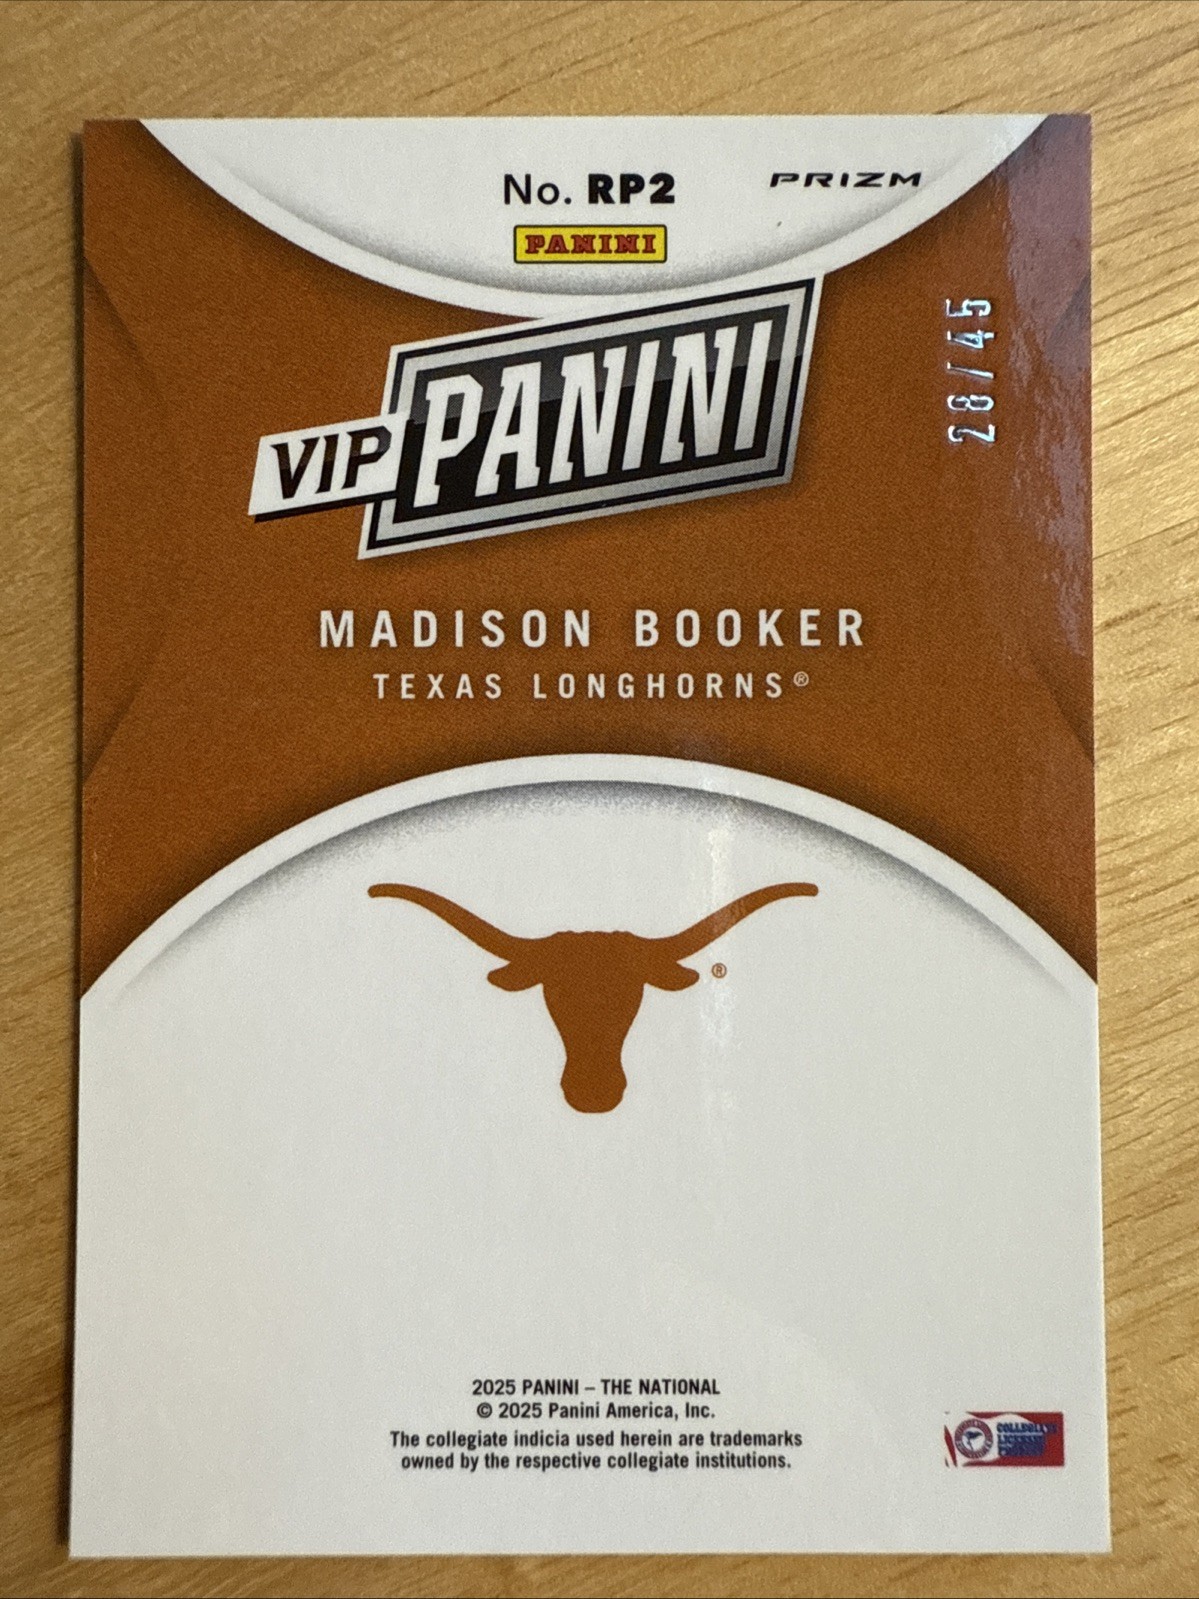 No. RP2
PRIZM
PANINI
28/45
VIP PANINI
MADISON BOOKER
TEXAS LONGHORNS®
®
2025 PANINI – THE NATIONAL
© 2025 Panini America, Inc.
The collegiate indicia used herein are trademarks
owned by the respective collegiate institutions.
COLLEGIATE